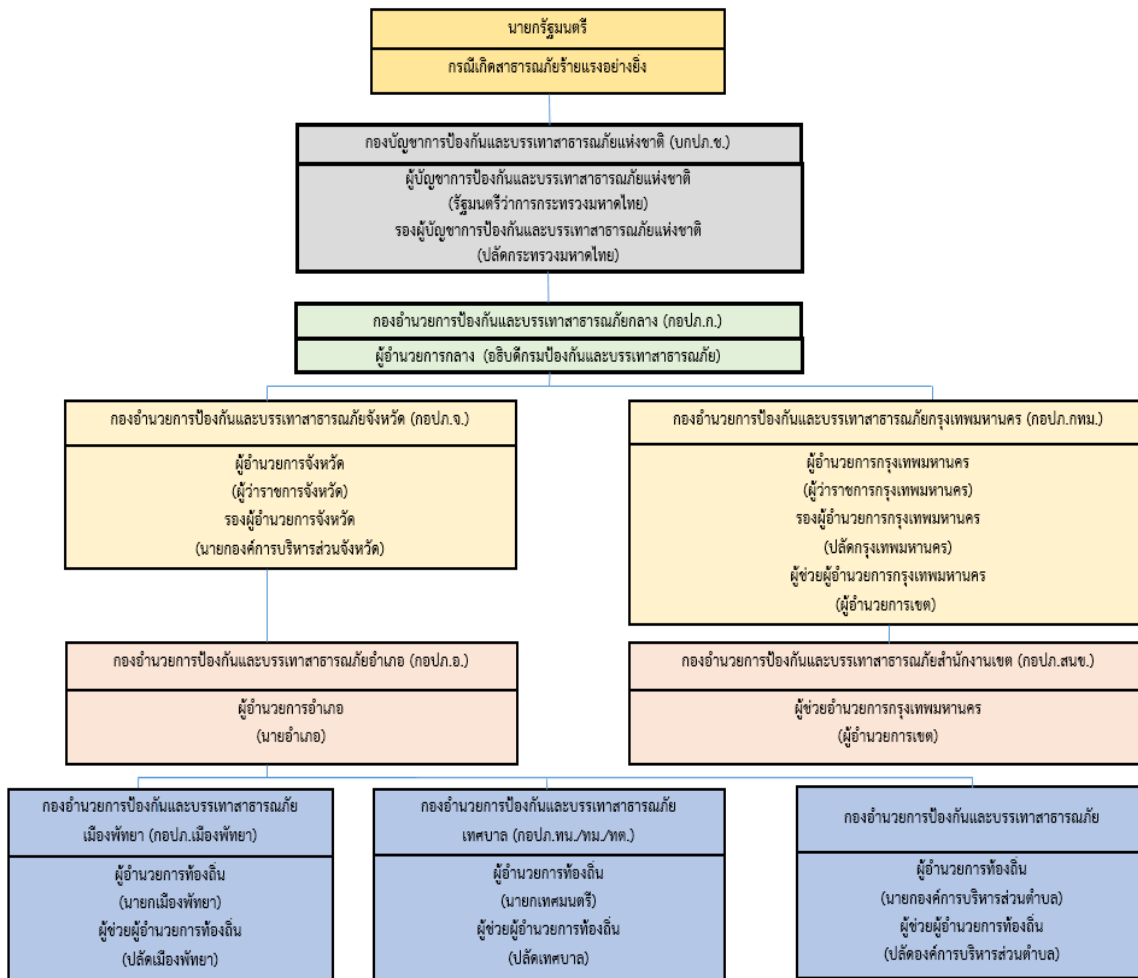 นายกรัฐมนตรี
กรณีเกิดสาธารณภัยร้ายแรงอย่างยิ่ง
กองบัญชาการป้องกันและบรรเทาสาธารณภัยแห่งชาติ (บกปภ.ช.)
ผู้บัญชาการป้องกันและบรรเทาสาธารณภัยแห่งชาติ
(รัฐมนตรีว่าการกระทรวงมหาดไทย)
รองผู้บัญชาการป้องกันและบรรเทาสาธารณภัยแห่งชาติ
(ปลัดกระทรวงมหาดไทย)
กองอำนวยการป้องกันและบรรเทาสาธารณภัยกลาง (กอปภ.ก.)
ผู้อำนวยการกลาง (อธิบดีกรมป้องกันและบรรเทาสาธารณภัย)
กองอำนวยการป้องกันและบรรเทาสาธารณภัยจังหวัด (กอปภ.จ.)
ผู้อำนวยการจังหวัด
(ผู้ว่าราชการจังหวัด)
รองผู้อำนวยการจังหวัด
(นายกองค์การบริหารส่วนจังหวัด)
กองอำนวยการป้องกันและบรรเทาสาธารณภัยกรุงเทพมหานคร (กอปภ.กทม.)
ผู้อำนวยการกรุงเทพมหานคร
(ผู้ว่าราชการกรุงเทพมหานคร)
รองผู้อำนวยการกรุงเทพมหานคร
(ปลัดกรุงเทพมหานคร)
ผู้ช่วยผู้อำนวยการกรุงเทพมหานคร
(ผู้อำนวยการเขต)
กองอำนวยการป้องกันและบรรเทาสาธารณภัยอำเภอ (กอปภ.อ.)
ผู้อำนวยการอำเภอ
(นายอำเภอ)
กองอำนวยการป้องกันและบรรเทาสาธารณภัยสำนักงานเขต (กอปภ.สนข.)
ผู้ช่วยอำนวยการกรุงเทพมหานคร
(ผู้อำนวยการเขต)
กองอำนวยการป้องกันและบรรเทาสาธารณภัย
เมืองพัทยา (กอปภ.เมืองพัทยา)
ผู้อำนวยการท้องถิ่น
(นายกเมืองพัทยา)
ผู้ช่วยผู้อำนวยการท้องถิ่น
(ปลัดเมืองพัทยา)
กองอำนวยการป้องกันและบรรเทาสาธารณภัย
เทศบาล (กอปภ.ทน./ทม./ทต.)
ผู้อำนวยการท้องถิ่น
(นายกเทศมนตรี)
ผู้ช่วยผู้อำนวยการท้องถิ่น
(ปลัดเทศบาล)
กองอำนวยการป้องกันและบรรเทาสาธารณภัย
ผู้อำนวยการท้องถิ่น
(นายกองค์การบริหารส่วนตำบล)
ผู้ช่วยผู้อำนวยการท้องถิ่น
(ปลัดองค์การบริหารส่วนตำบล)